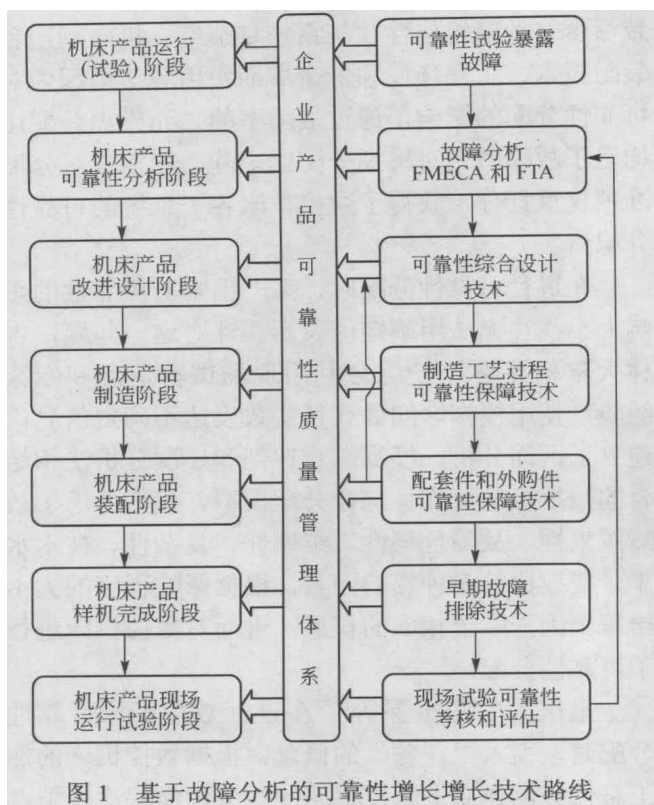 机床产品运行
(试验)阶段
机床产品
可靠性分析阶段
机床产品
改进设计阶段
机床产品
制造阶段
机床产品
装配阶段
机床产品
样机完成阶段
机床产品现场
运行试验阶段
企
业
产
品
可
靠
性
质
量
管
理
体
系
可靠性试验暴露
故障
故障分析
FMECA 和 FTA
可靠性综合设计
技术
制造工艺过程
可靠性保障技术
配套件和外购件
可靠性保障技术
早期故障
排除技术
现场试验可靠性
考核和评估
图 1 基于故障分析的可靠性增长增长技术路线